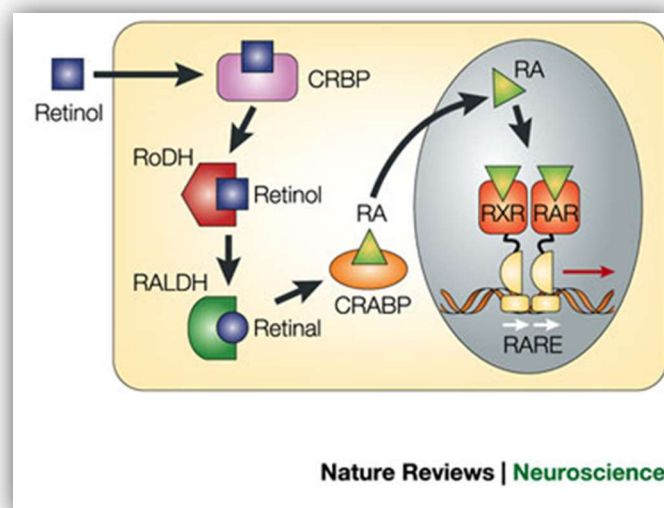 Retinol
CRBP
RoDH
Retinol
RALDH
Retinal
RA
CRABP
RA
RXR
RAR
RARE
Nature Reviews | Neuroscience